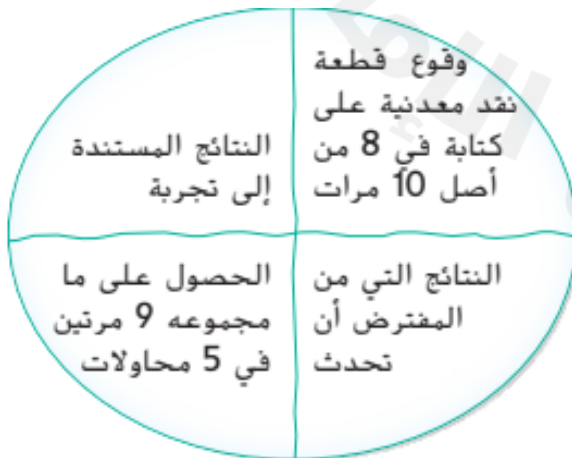 وقوع قطعة
نقد معدنية على
كتابة في 8 من
أصل 10 مرات
النتائج المستندة
إلى تجربة
النتائج التي من
المفترض أن
تحدث
الحصول على ما
مجموعه 9 مرتين
في 5 محاولات